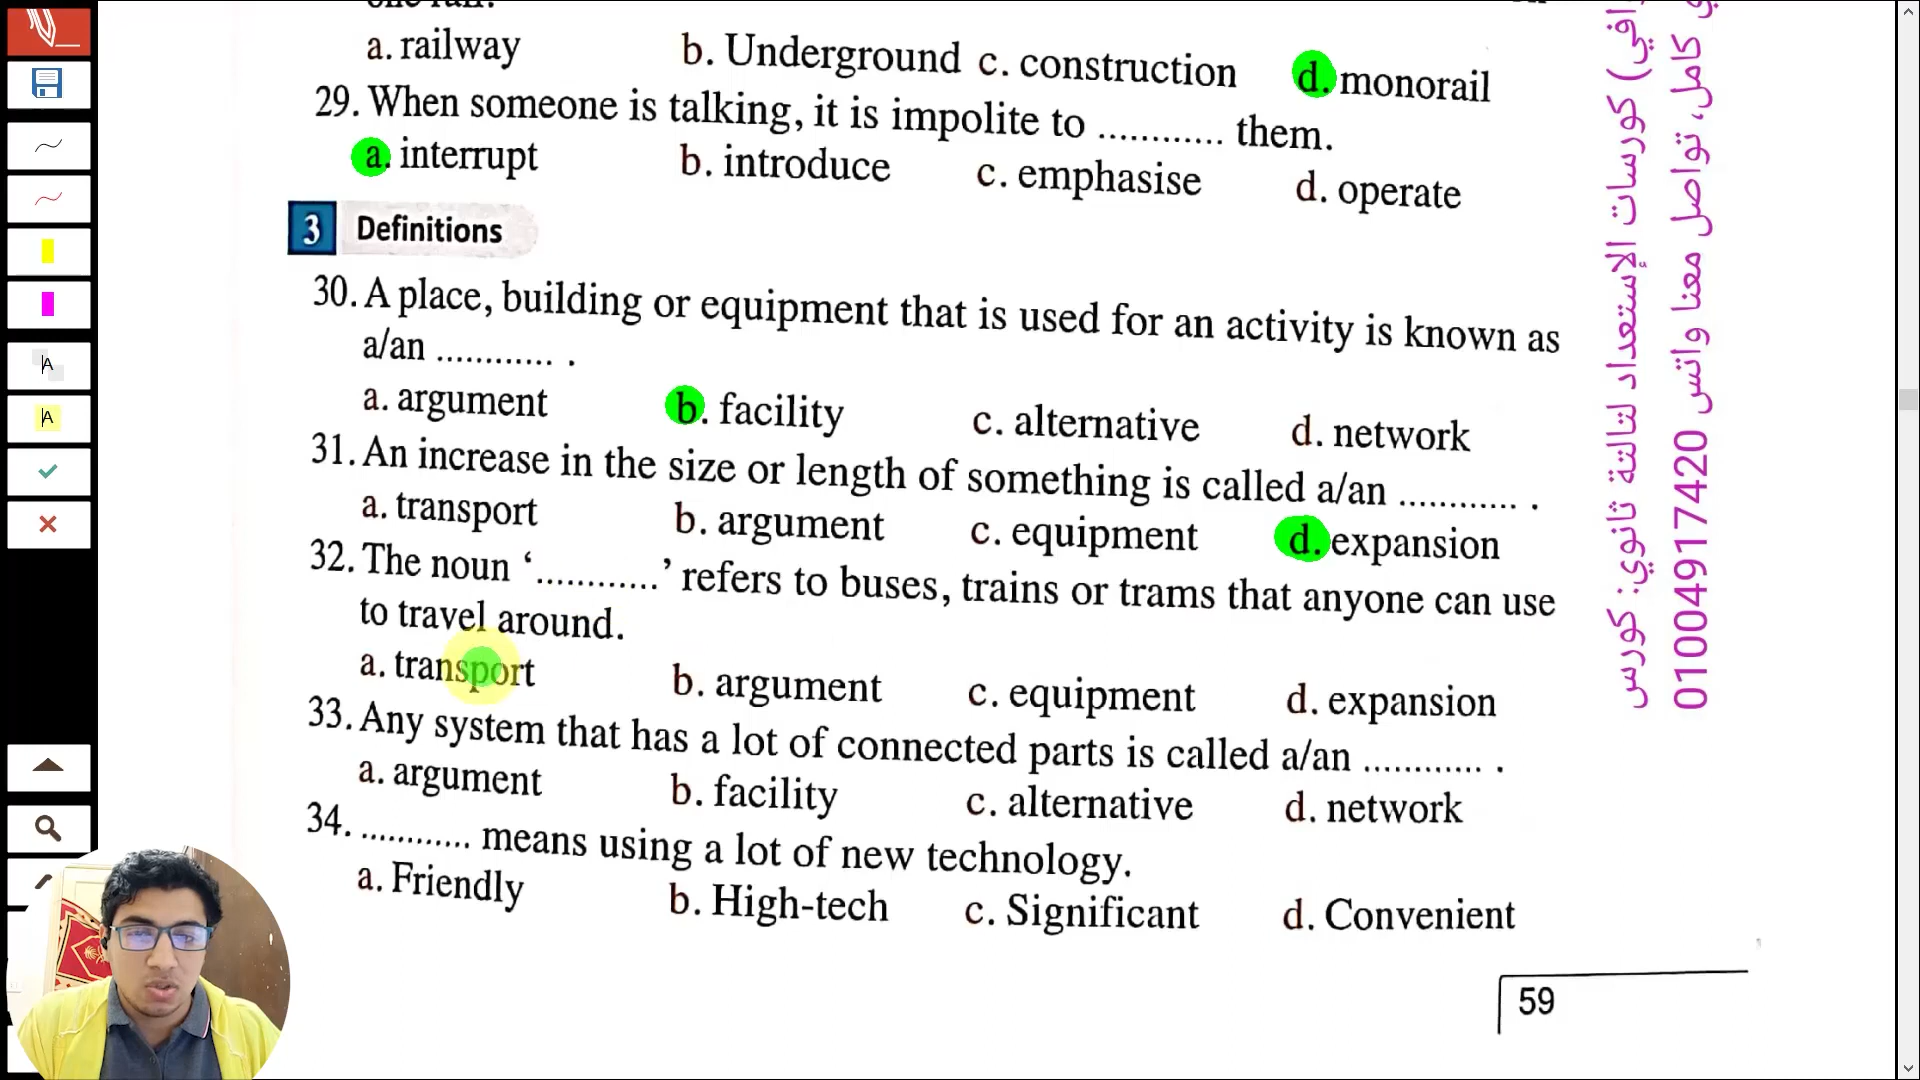 a. railway b. Underground c. construction d. monorail
29. When someone is talking, it is impolite to ............ them.
a. interrupt b. introduce c. emphasise d. operate
3 Definitions
30. A place, building or equipment that is used for an activity is known as
a/an ............ .
a. argument b. facility c. alternative d. network
31. An increase in the size or length of something is called a/an ............ .
a. transport b. argument c. equipment d. expansion
32. The noun ‘............’ refers to buses, trains or trams that anyone can use
to travel around.
a. transport b. argument c. equipment d. expansion
33. Any system that has a lot of connected parts is called a/an ............ .
a. argument b. facility c. alternative d. network
34. ............ means using a lot of new technology.
a. Friendly b. High-tech c. Significant d. Convenient
59
كورسات الإستعداد لتالتة ثانوي: كورس
كامل، تواصل معنا واتس 01004917420